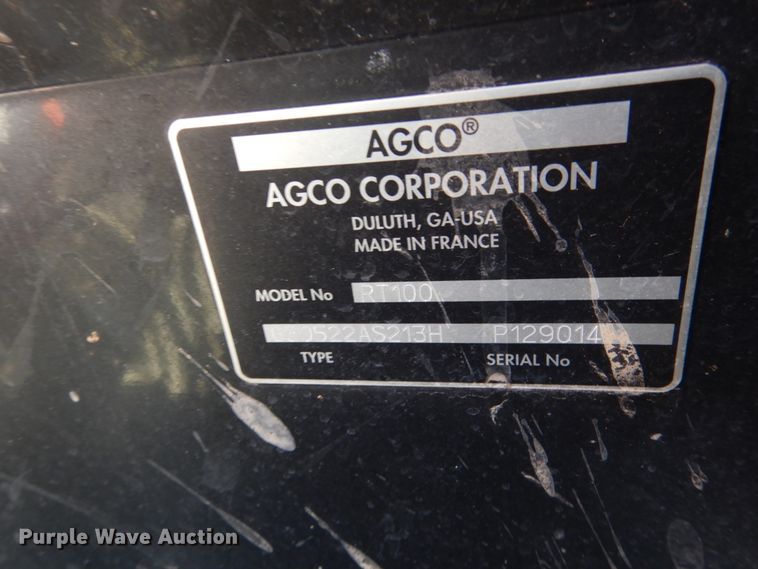 AGCO®
AGCO CORPORATION
DULUTH, GA-USA
MADE IN FRANCE
MODEL No RT100
P129014
TYPE SERIAL No
Purple Wave Auction